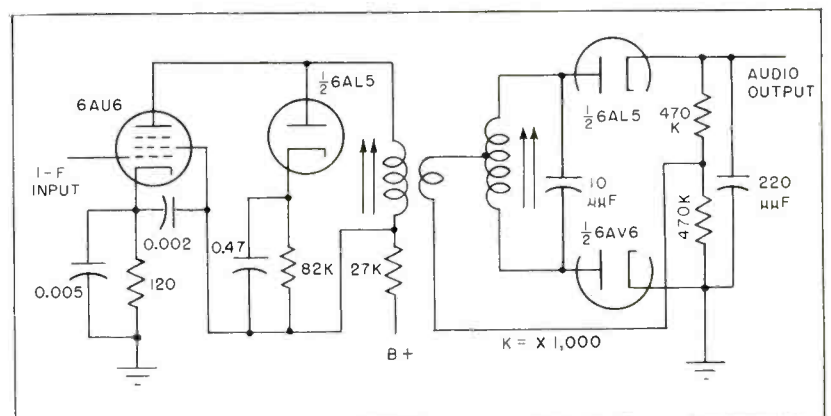 6AU6
I-F
INPUT
0.005
0.002
120
0.47
½6AL5
82K
27K
B+
½6AL5
10
µµF
½6AV6
470
K
470K
AUDIO
OUTPUT
220
µµF
K = X 1,000